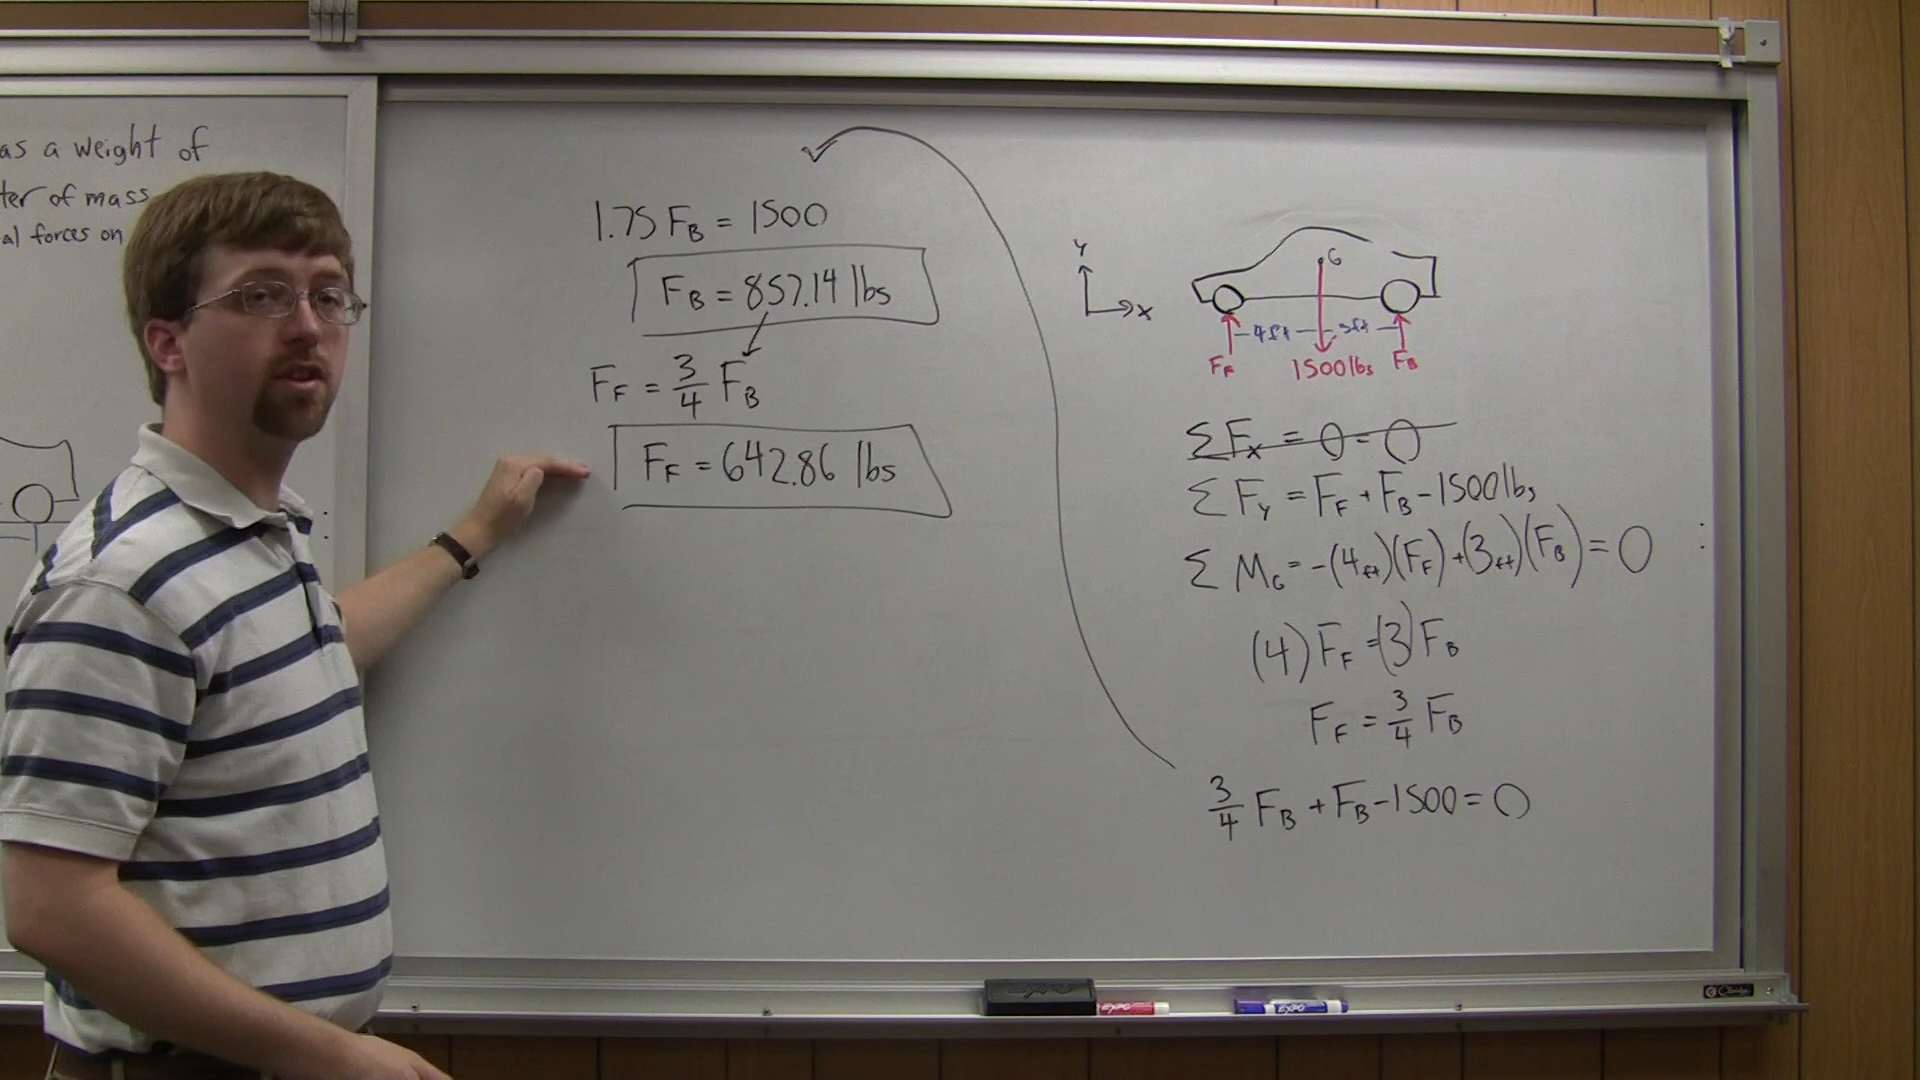 as a weight of
ter of mass
al forces on
1.75 F_B = 1500
F_B = 857.14 lbs
F_F = 3/4 F_B
F_F = 642.86 lbs
Y
X
G
4ft
3ft
F_F
1500 lbs
F_B
ΣF_x = 0 = 0
ΣF_y = F_F + F_B - 1500 lbs
ΣM_G = -(4ft)(F_F) + (3ft)(F_B) = 0
(4) F_F = (3) F_B
F_F = 3/4 F_B
3/4 F_B + F_B - 1500 = 0
EXPO
EXPO